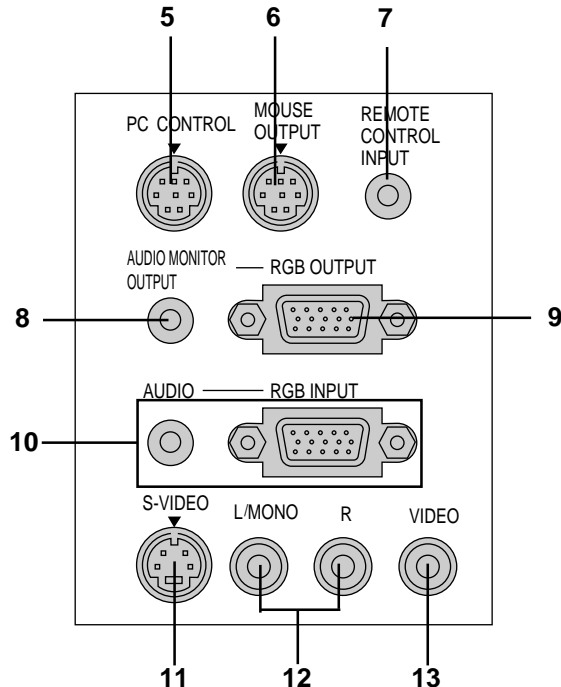 5 6 7
PC CONTROL
MOUSE
OUTPUT
REMOTE
CONTROL
INPUT
AUDIO MONITOR
OUTPUT
RGB OUTPUT
8
9
AUDIO
RGB INPUT
10
S-VIDEO
L/MONO
R
VIDEO
11 12 13